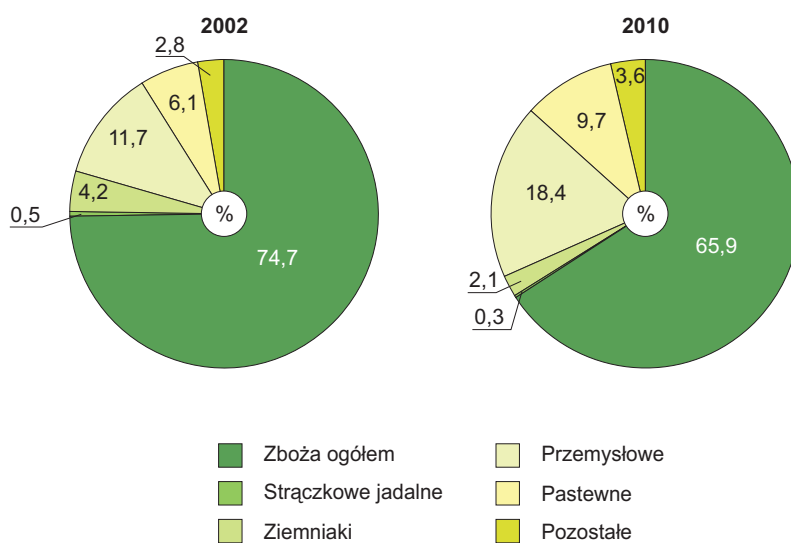 2002
2,8
6,1
11,7
4,2
0,5
%
74,7
2010
3,6
9,7
18,4
%
65,9
2,1
0,3
Zboża ogółem
Strączkowe jadalne
Ziemniaki
Przemysłowe
Pastewne
Pozostałe